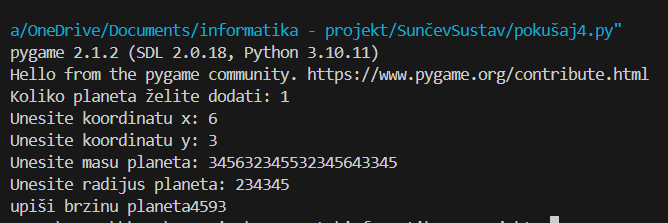 a/OneDrive/Documents/informatika - projekt/SunčevSustav/pokušaj4.py"
pygame 2.1.2 (SDL 2.0.18, Python 3.10.11)
Hello from the pygame community. https://www.pygame.org/contribute.html
Koliko planeta želite dodati: 1
Unesite koordinatu x: 6
Unesite koordinatu y: 3
Unesite masu planeta: 345632345532345643345
Unesite radijus planeta: 234345
upiši brzinu planeta4593